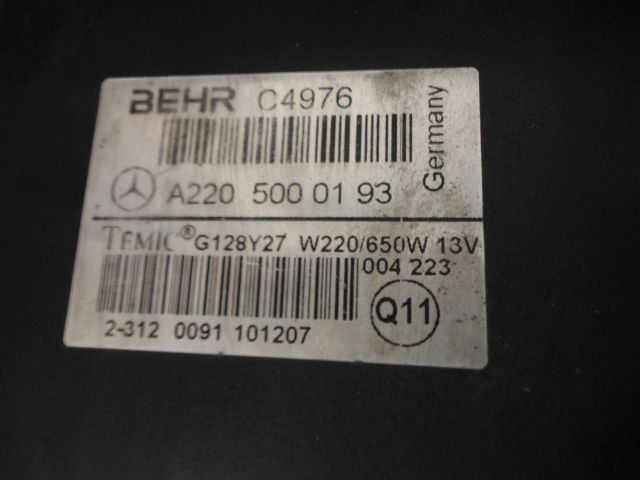 BEHR C4976
Germany
A220 500 01 93
TEMIC® G128Y27 W220/650W 13V
004 223
Q11
2-312 0091 101207